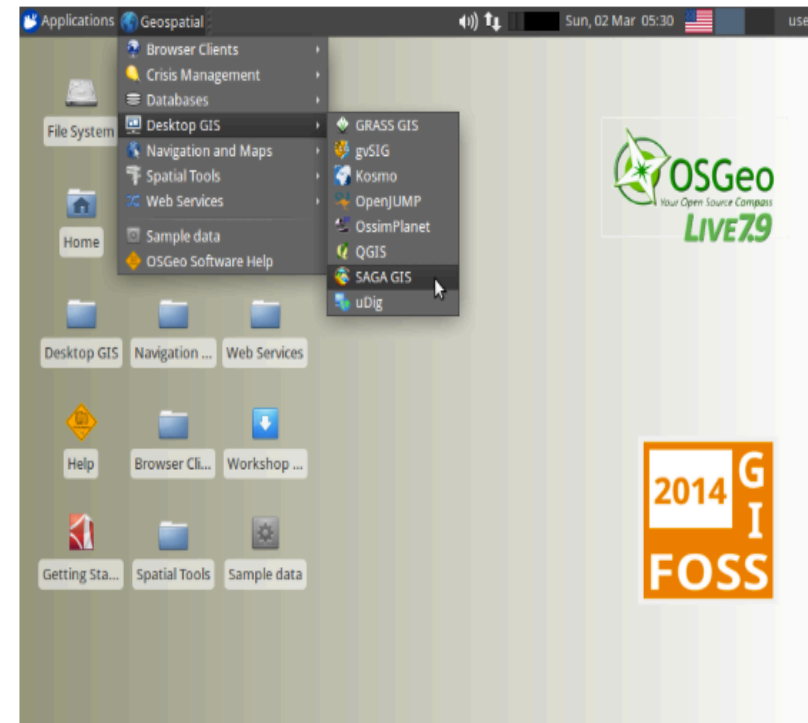 Applications Geospatial Sun, 02 Mar 05:30 use
Browser Clients
Crisis Management
Databases
Desktop GIS
Navigation and Maps
Spatial Tools
Web Services
Sample data
OSGeo Software Help
GRASS GIS
gvSIG
Kosmo
OpenJUMP
OssimPlanet
QGIS
SAGA GIS
uDig
File System
Home
Desktop GIS Navigation ... Web Services
Help Browser Cli... Workshop ...
Getting Sta... Spatial Tools Sample data
OSGeo
Your Open Source Compass
LIVE7.9
2014 G
I
FOSS